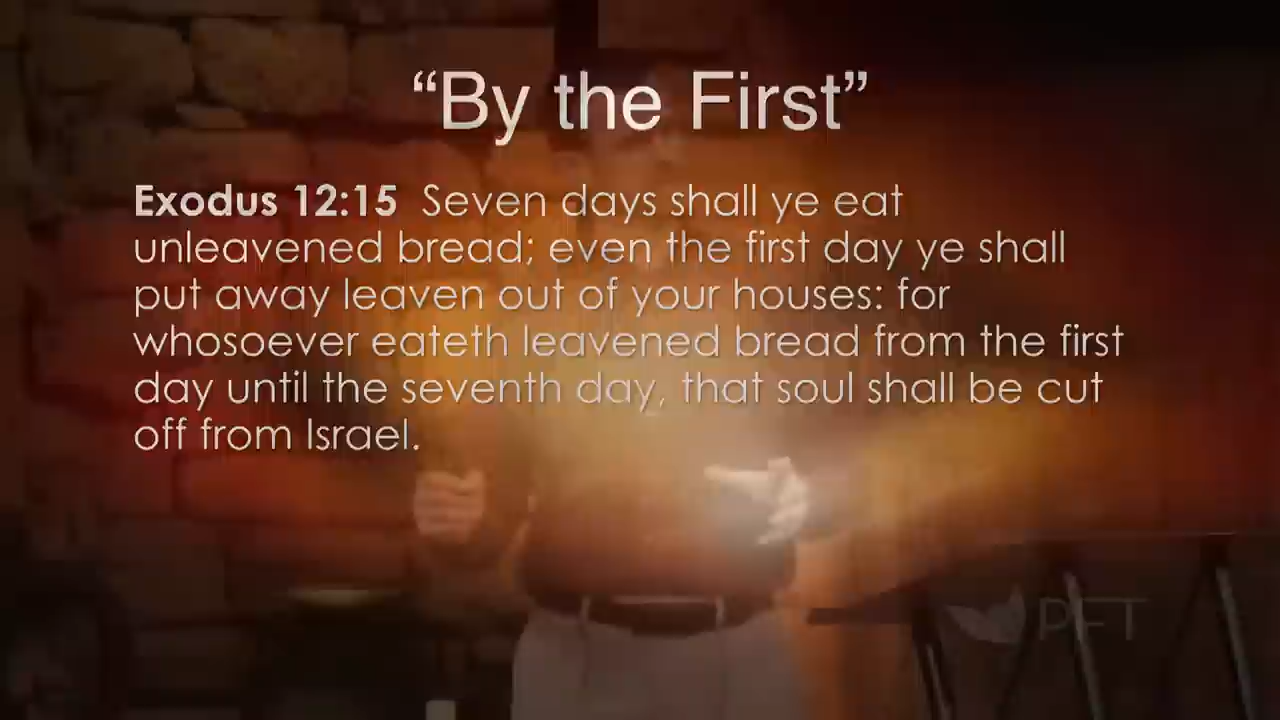 “By the First”
Exodus 12:15  Seven days shall ye eat
unleavened bread; even the first day ye shall
put away leaven out of your houses: for
whosoever eateth leavened bread from the first
day until the seventh day, that soul shall be cut
off from Israel.
PFT